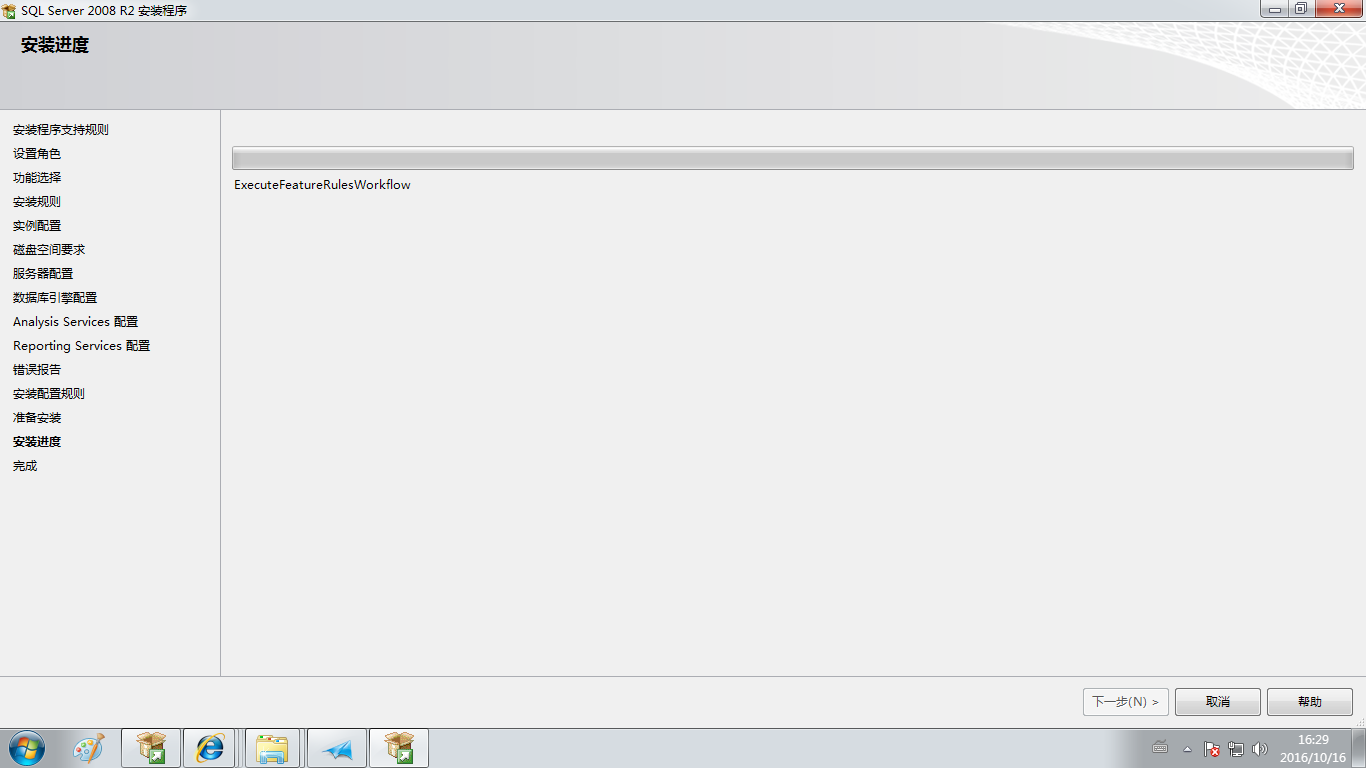 SQL Server 2008 R2 安装程序
安装进度
安装程序支持规则
设置角色
功能选择
安装规则
实例配置
磁盘空间要求
服务器配置
数据库引擎配置
Analysis Services 配置
Reporting Services 配置
错误报告
安装配置规则
准备安装
安装进度
完成
ExecuteFeatureRulesWorkflow
下一步(N) >
取消
帮助
16:29
2016/10/16